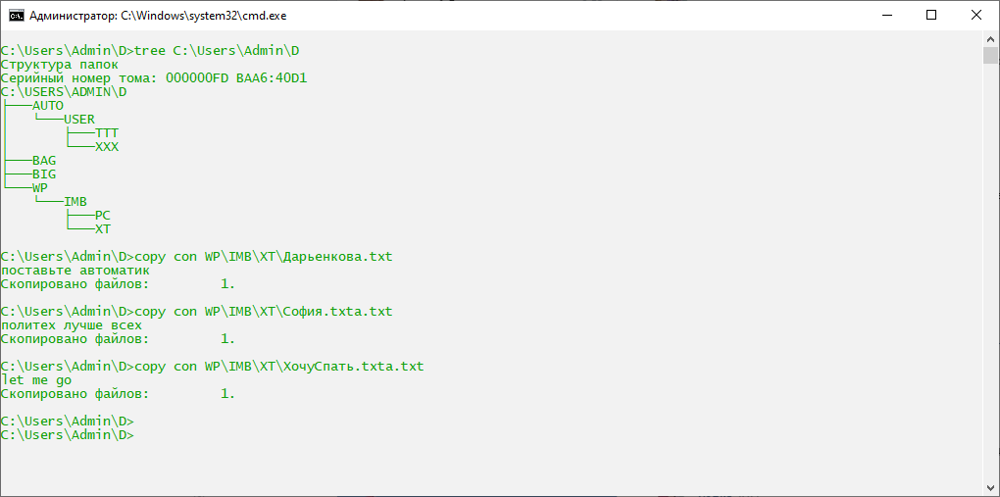 Администратор: C:\Windows\system32\cmd.exe
C:\Users\Admin\D>tree C:\Users\Admin\D
Структура папок
Серийный номер тома: 000000FD BAA6:40D1
C:\USERS\ADMIN\D
├───AUTO
│   └───USER
│       ├───TTT
│       └───XXX
├───BAG
├───BIG
└───WP
    └───IMB
        ├───PC
        └───XT
C:\Users\Admin\D>copy con WP\IMB\XT\Дарьенкова.txt
поставьте автоматик
Скопировано файлов:         1.
C:\Users\Admin\D>copy con WP\IMB\XT\София.txtа.txt
политех лучше всех
Скопировано файлов:         1.
C:\Users\Admin\D>copy con WP\IMB\XT\ХочуСпать.txtа.txt
let me go
Скопировано файлов:         1.
C:\Users\Admin\D>
C:\Users\Admin\D>